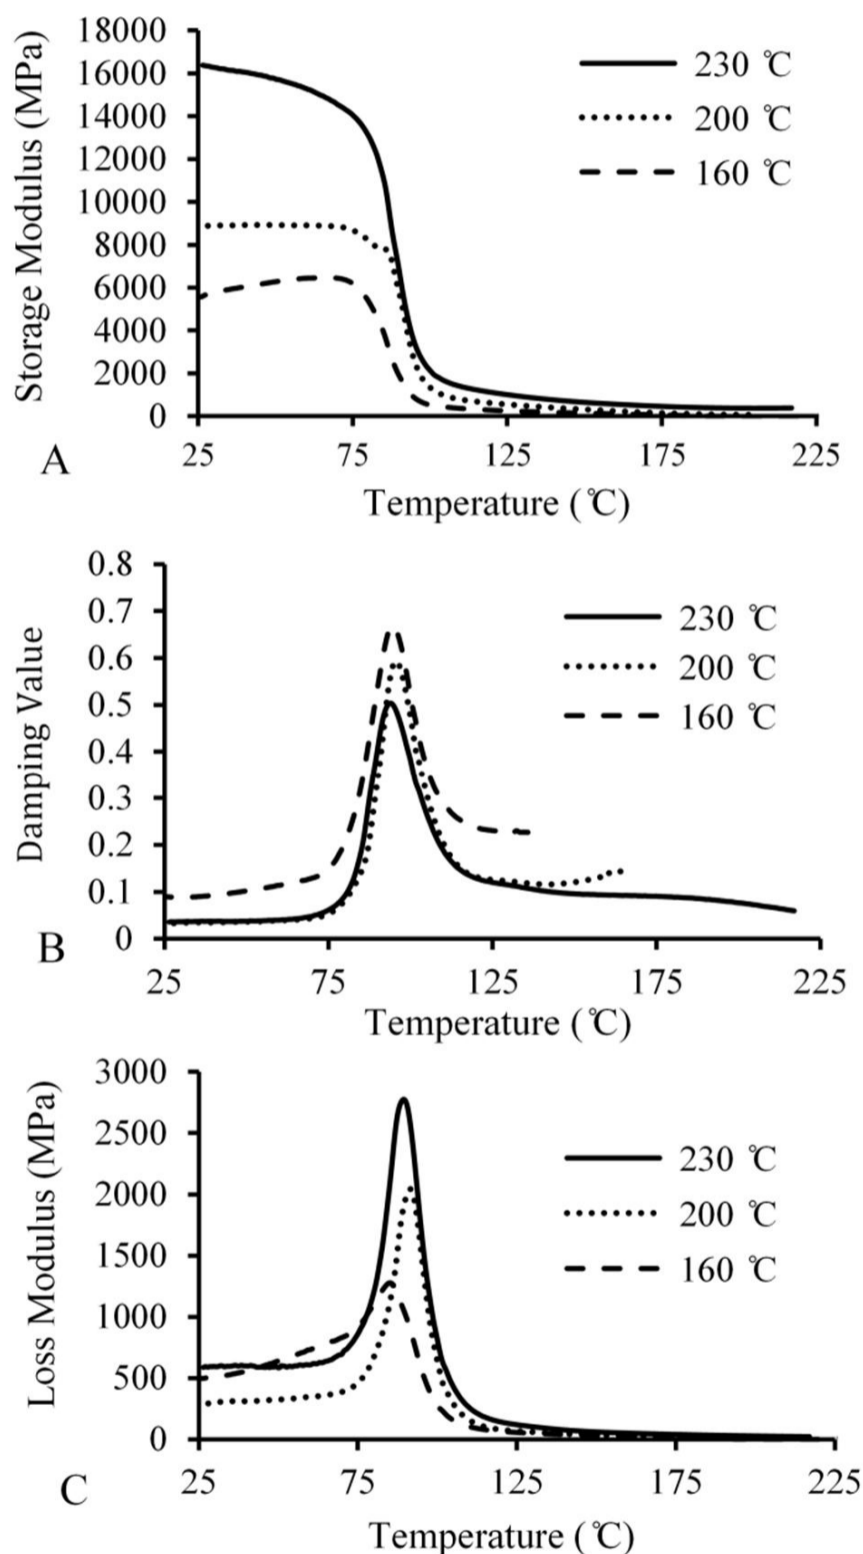 18000
16000
14000
12000
10000
8000
6000
4000
2000
0
Storage Modulus (MPa)
230 ℃
200 ℃
160 ℃
25 75 125 175 225
A
Temperature (℃)
0.8
0.7
0.6
0.5
0.4
0.3
0.2
0.1
0
Damping Value
230 ℃
200 ℃
160 ℃
B
25 75 125 175 225
Temperature (℃)
3000
2500
2000
1500
1000
500
0
Loss Modulus (MPa)
230 ℃
200 ℃
160 ℃
25 75 125 175 225
C
Temperature (℃)